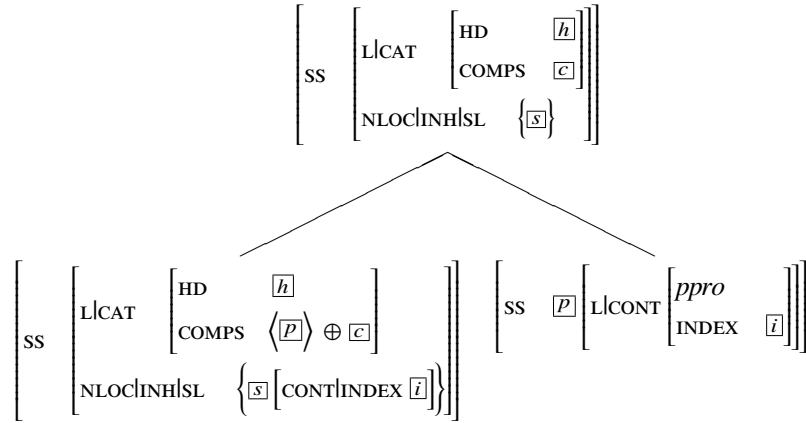 HD h
L|CAT
COMPS c
SS
NLOC|INH|SL {s}
HD h
L|CAT
COMPS ⟨p⟩ ⊕ c
SS
NLOC|INH|SL {s [CONT|INDEX i]}
ppro
SS p L|CONT
INDEX i